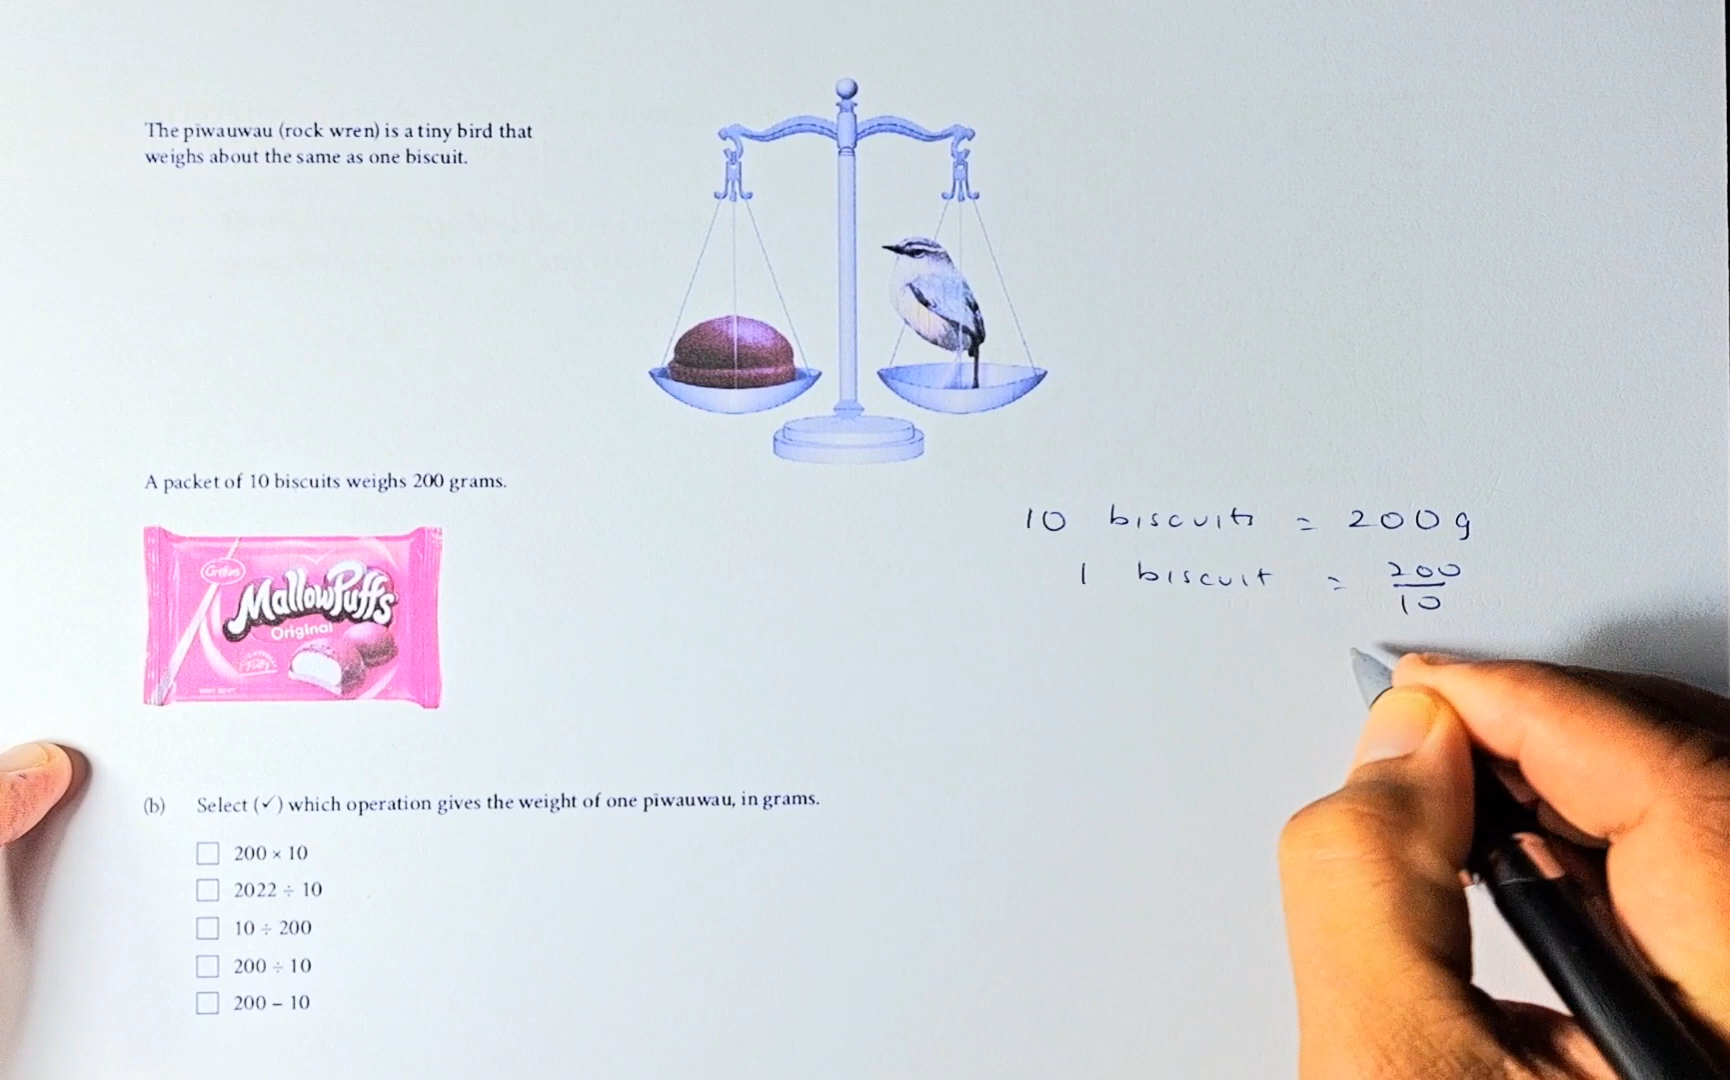 The piwauwau (rock wren) is a tiny bird that
weighs about the same as one biscuit.
A packet of 10 biscuits weighs 200 grams.
10 biscuits = 200g
1 biscuit = 200
10
Griffin's
MallowPuffs
Original
(b) Select (✓) which operation gives the weight of one piwauwau, in grams.
200 × 10
2022 ÷ 10
10 ÷ 200
200 ÷ 10
200 – 10